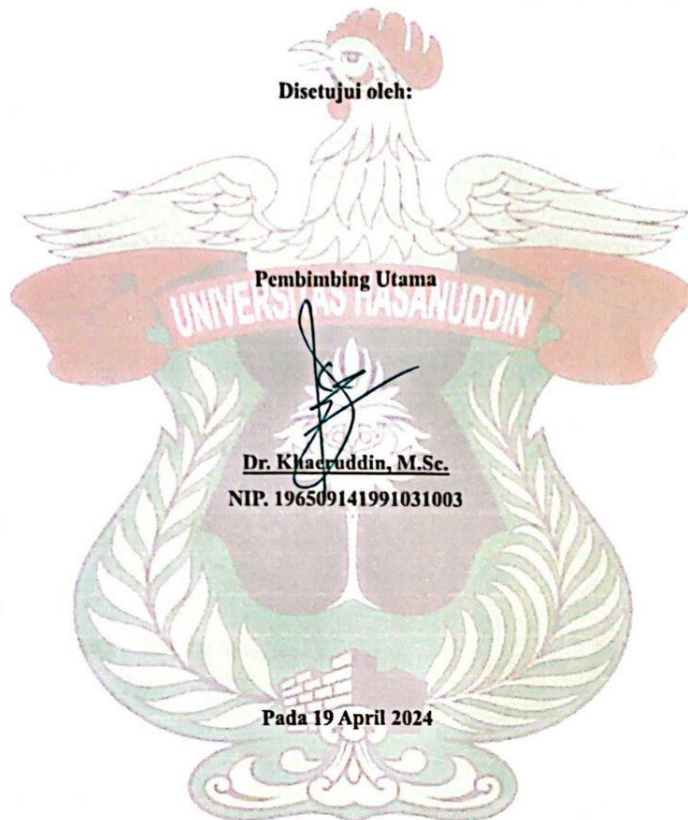 Disetujui oleh:
Pembimbing Utama
UNIVERSITAS HASANUDDIN
Dr. Khaeruddin, M.Sc.
NIP. 196509141991031003
Pada 19 April 2024